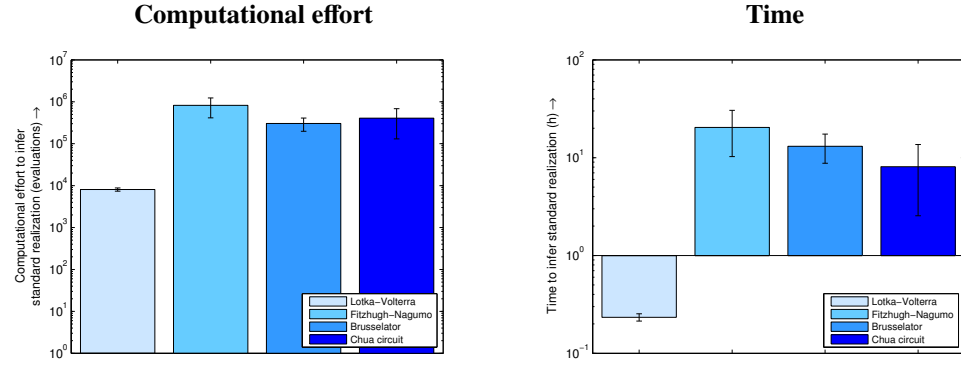 Computational effort
Computational effort to infer
standard realization (evaluations) →
10^7
10^6
10^5
10^4
10^3
10^2
10^1
10^0
Lotka−Volterra
Fitzhugh−Nagumo
Brusselator
Chua circuit
Time
Time to infer standard realization (h) →
10^2
10^1
10^0
10^−1
Lotka−Volterra
Fitzhugh−Nagumo
Brusselator
Chua circuit